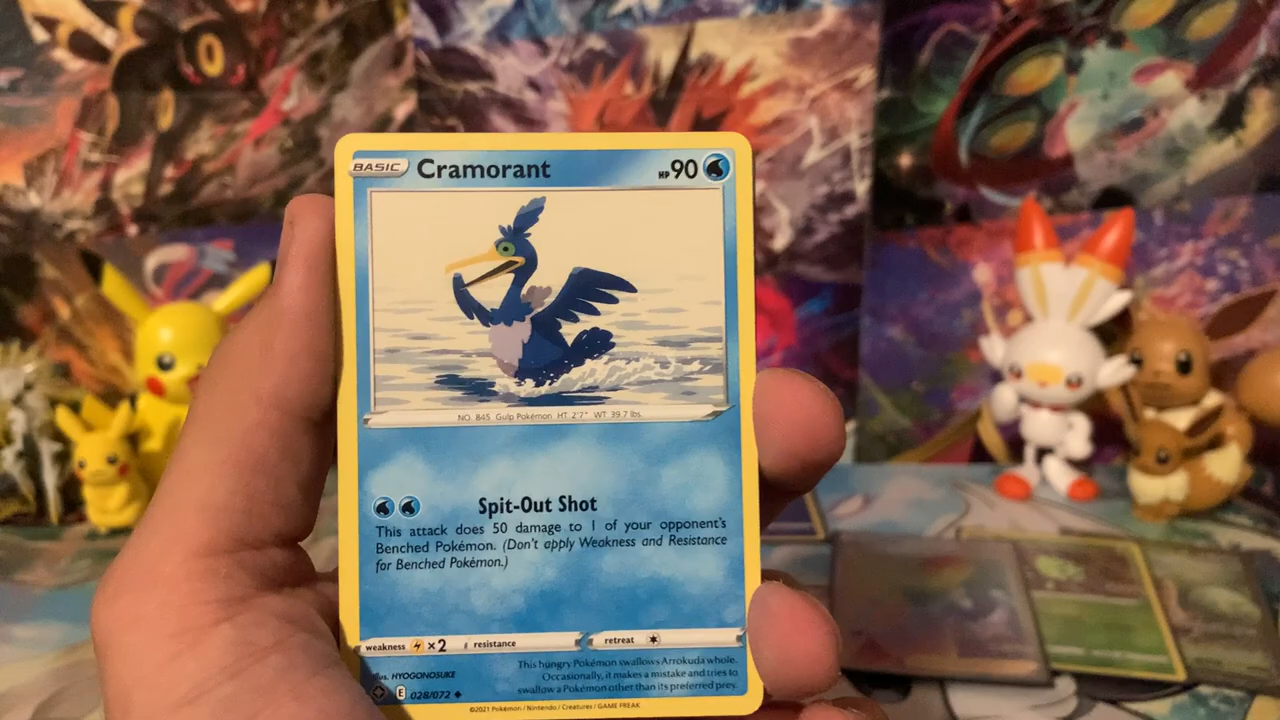 BASIC Cramorant HP 90
NO. 845 Gulp Pokémon HT: 2'7" WT: 39.7 lbs.
Spit-Out Shot
This attack does 50 damage to 1 of your opponent's
Benched Pokémon. (Don't apply Weakness and Resistance
for Benched Pokémon.)
weakness ×2 resistance retreat
This hungry Pokémon swallows Arrokuda whole.
Occasionally, it makes a mistake and tries to
swallow a Pokémon other than its preferred prey.
Illus. HYOGONOSUKE
E 028/072
©2021 Pokémon / Nintendo / Creatures / GAME FREAK